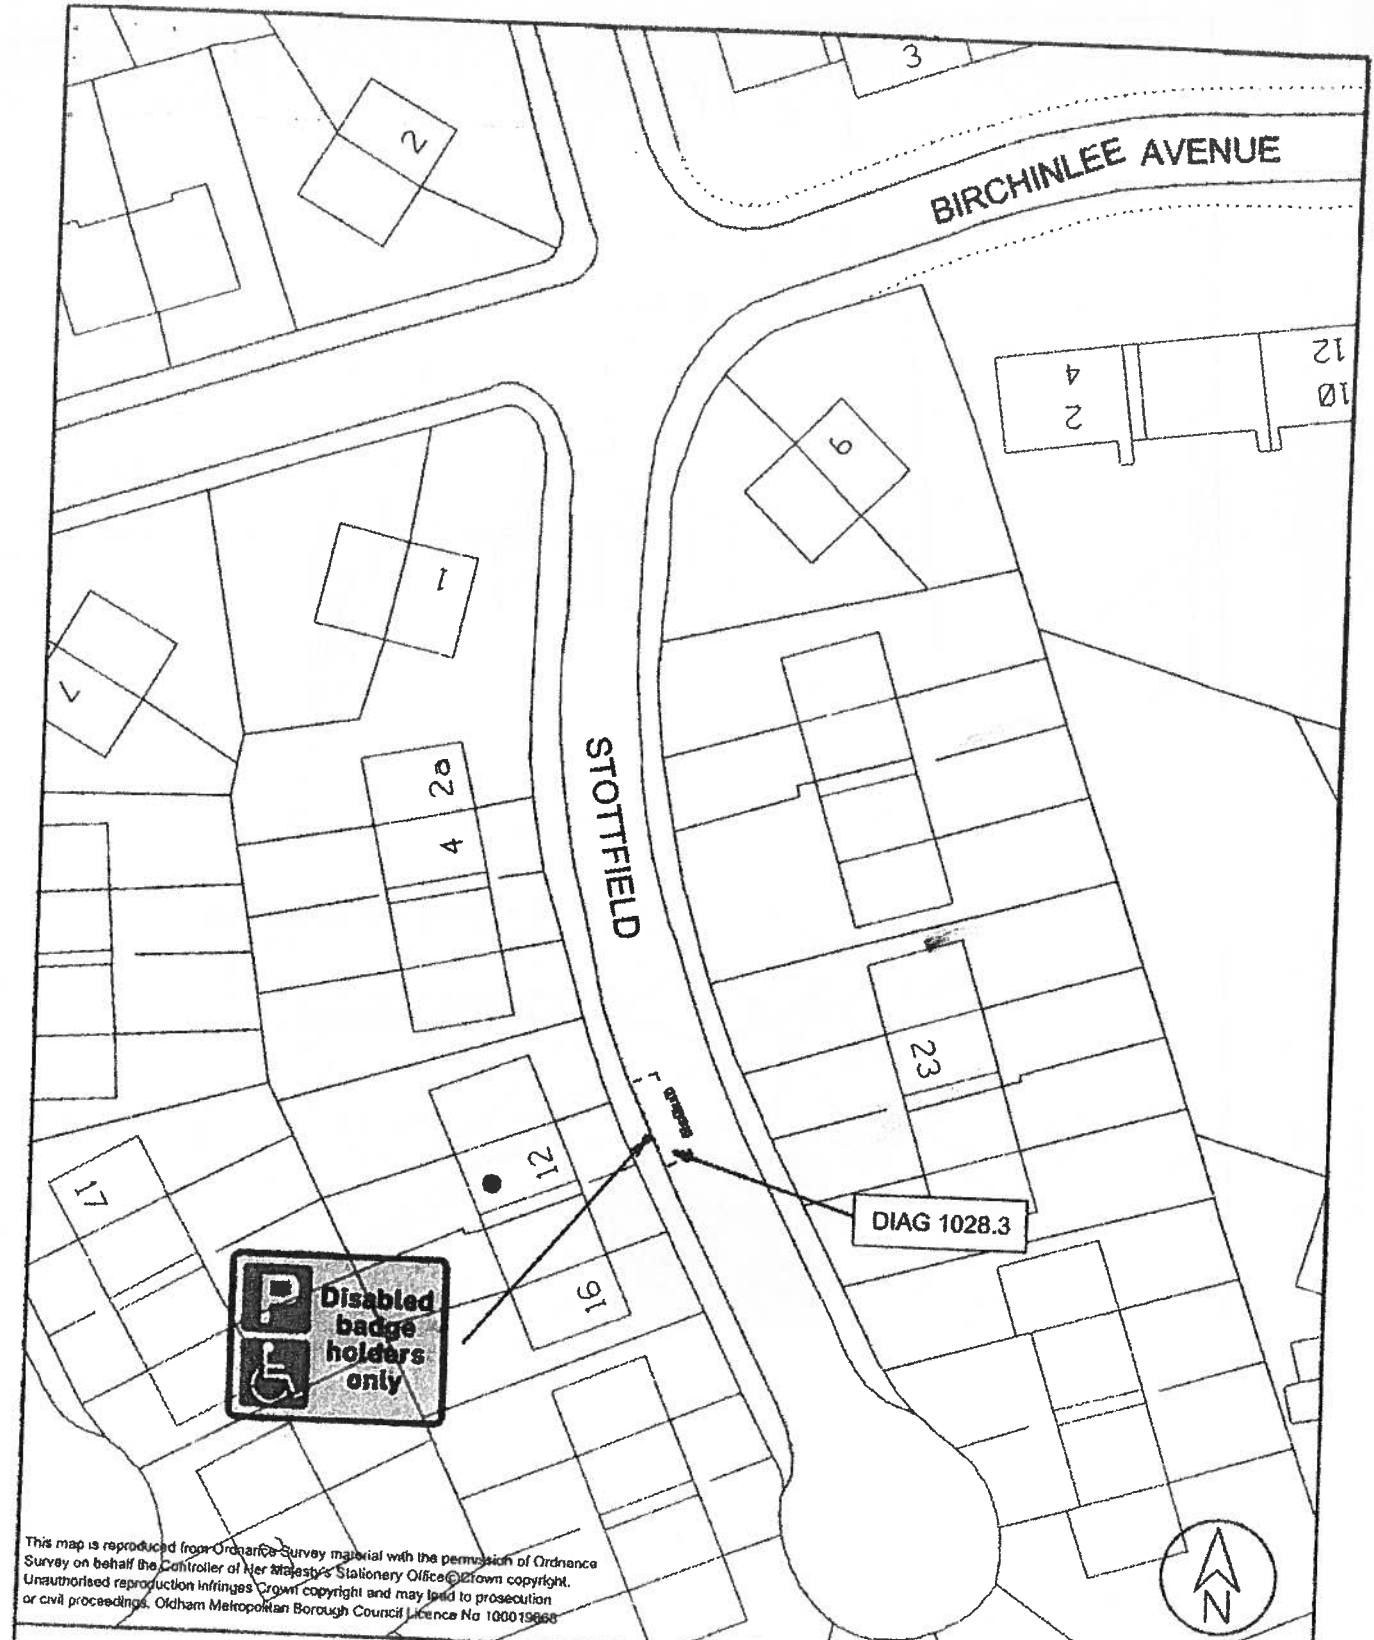 3
2
BIRCHINLEE AVENUE
12
10
4
2
9
1
7
2a
4
STOTTFIELD
23
12
17
16
DIAG 1028.3
P
Disabled
badge
holders
only
This map is reproduced from Ordnance Survey material with the permission of Ordnance
Survey on behalf the Controller of Her Majesty's Stationery Office © Crown copyright.
Unauthorised reproduction infringes Crown copyright and may lead to prosecution
or civil proceedings. Oldham Metropolitan Borough Council Licence No 100019668
N